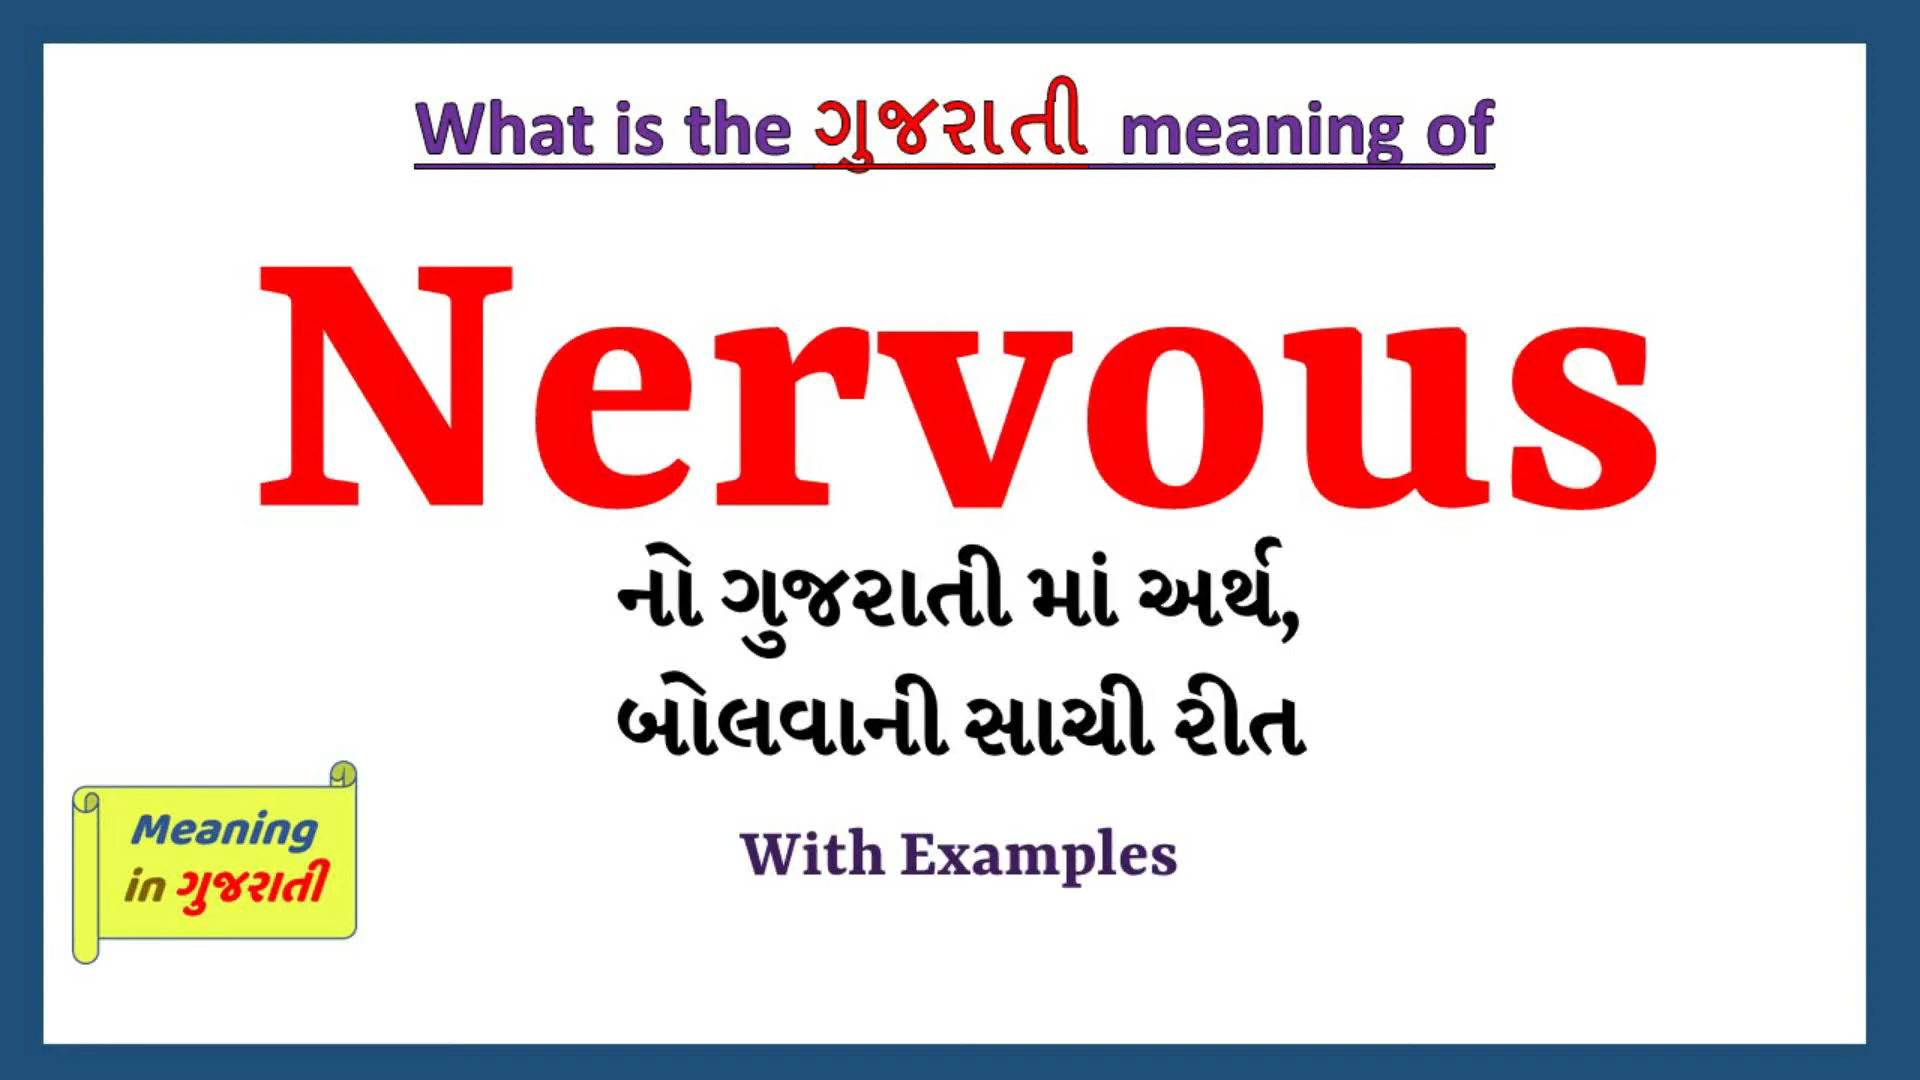 What is the ગુજરાતી meaning of
Nervous
નો ગુજરાતી માં અર્થ,
બોલવાની સાચી રીત
With Examples
Meaning
in ગુજરાતી